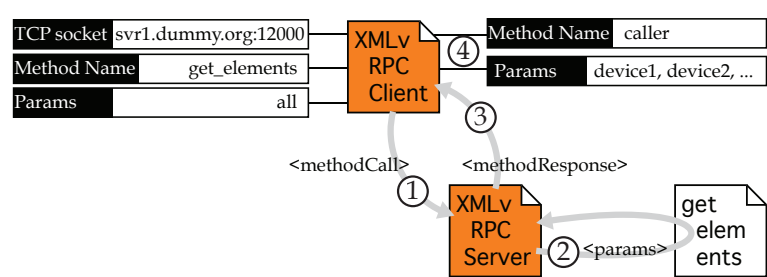 TCP socket svr1.dummy.org:12000
Method Name get_elements
Params all
XMLv
RPC
Client
4
Method Name caller
Params device1, device2, ...
3
<methodCall>
<methodResponse>
1
XMLv
RPC
Server
2
<params>
get
elem
ents